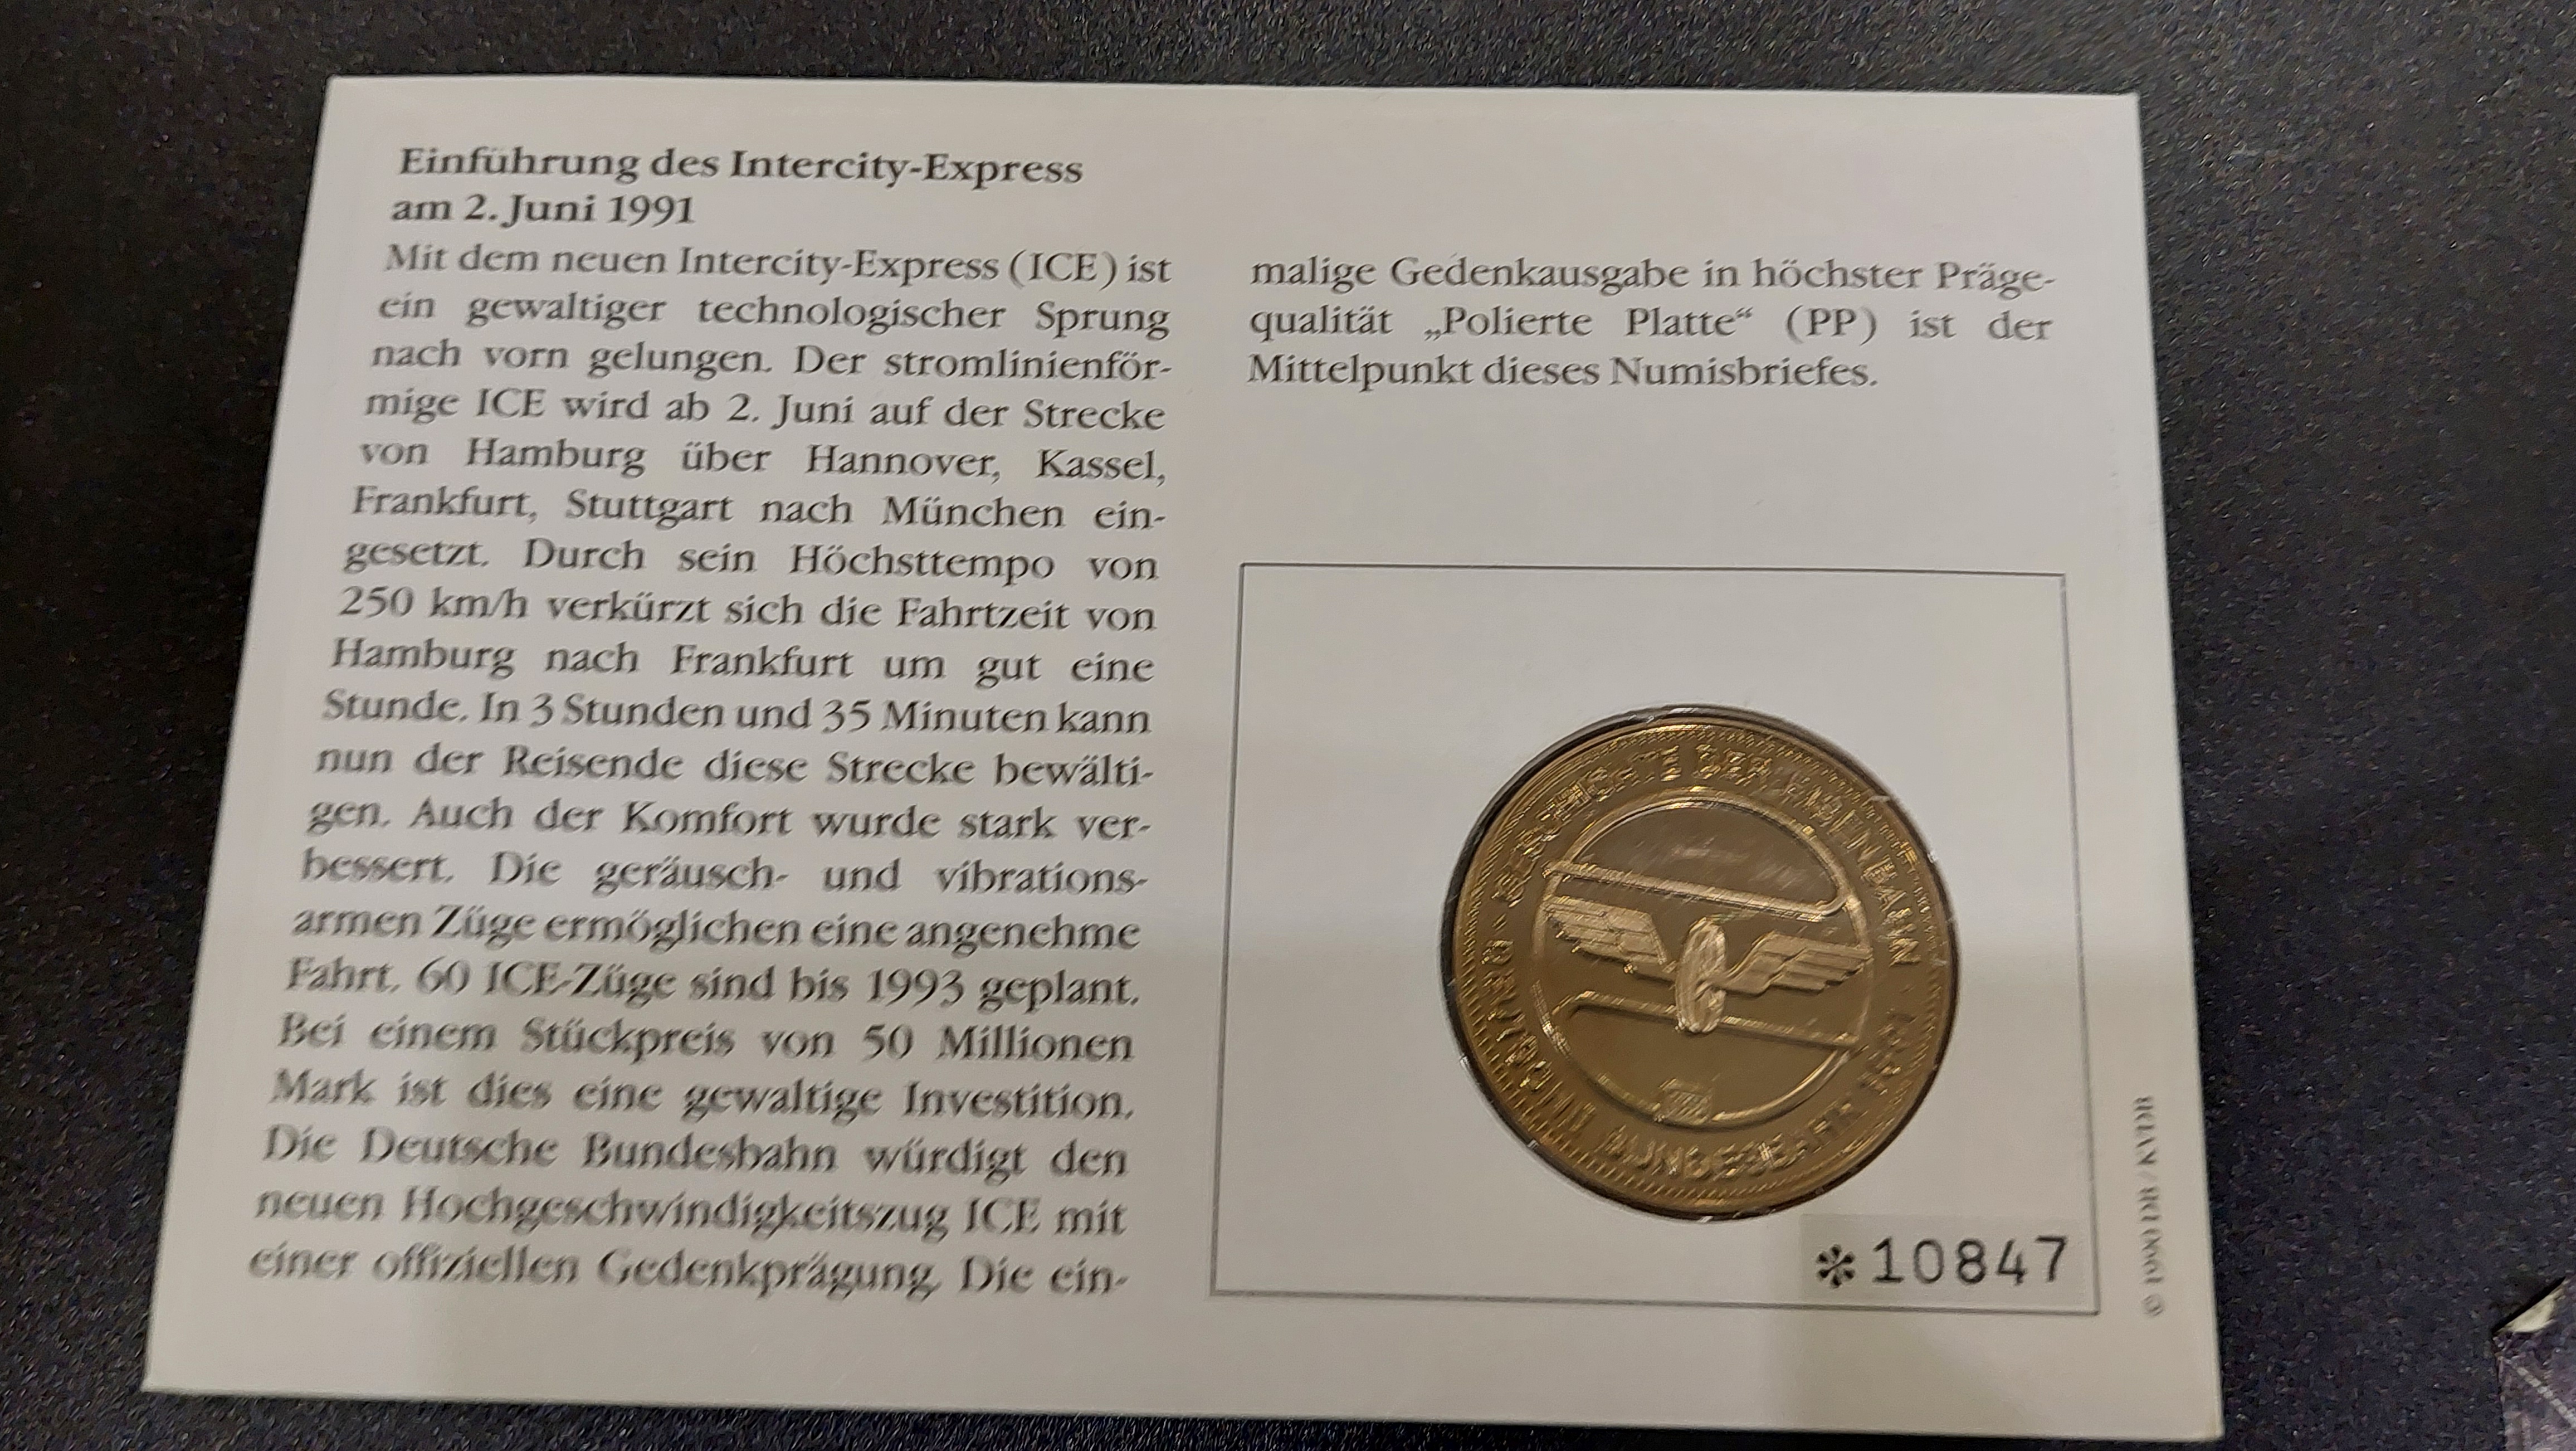 Einführung des Intercity-Express
am 2. Juni 1991
Mit dem neuen Intercity-Express (ICE) ist
ein gewaltiger technologischer Sprung
nach vorn gelungen. Der stromlinienför-
mige ICE wird ab 2. Juni auf der Strecke
von Hamburg über Hannover, Kassel,
Frankfurt, Stuttgart nach München ein-
gesetzt. Durch sein Höchsttempo von
250 km/h verkürzt sich die Fahrtzeit von
Hamburg nach Frankfurt um gut eine
Stunde. In 3 Stunden und 35 Minuten kann
nun der Reisende diese Strecke bewälti-
gen. Auch der Komfort wurde stark ver-
bessert. Die geräusch- und vibrations-
armen Züge ermöglichen eine angenehme
Fahrt. 60 ICE-Züge sind bis 1993 geplant.
Bei einem Stückpreis von 50 Millionen
Mark ist dies eine gewaltige Investition.
Die Deutsche Bundesbahn würdigt den
neuen Hochgeschwindigkeitszug ICE mit
einer offiziellen Gedenkprägung. Die ein-
malige Gedenkausgabe in höchster Präge-
qualität „Polierte Platte“ (PP) ist der
Mittelpunkt dieses Numisbriefes.
DER EISENBAHN
BUNDESBAHN
*10847
© 1990 DB / KVDB